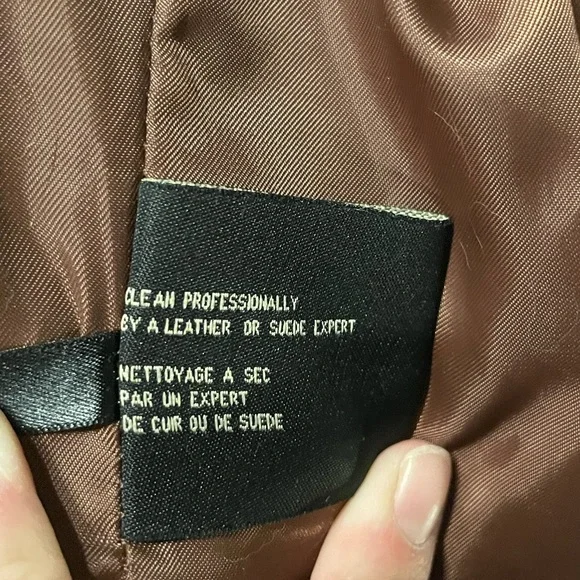 CLEAN PROFESSIONALLY
BY A LEATHER OR SUEDE EXPERT
NETTOYAGE A SEC
PAR UN EXPERT
DE CUIR OU DE SUEDE